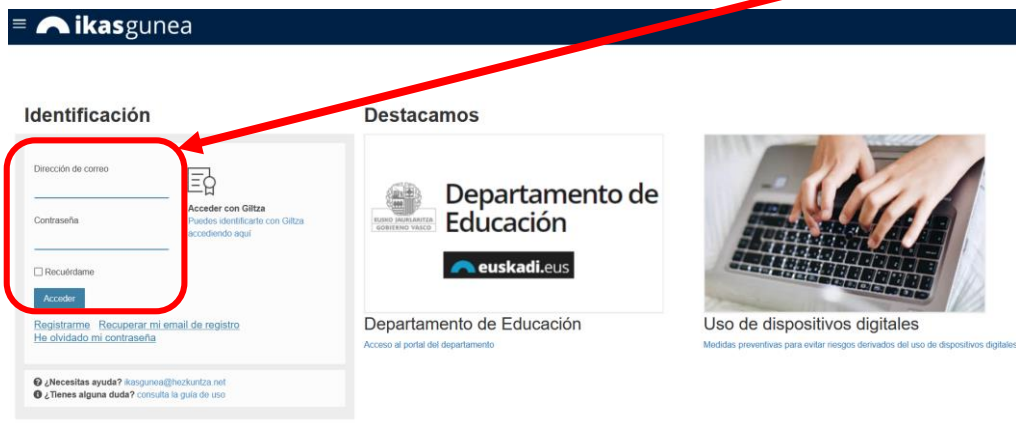 ≡ ikasgunea
Identificación
Dirección de correo
Contraseña
Recuérdame
Acceder
Acceder con Giltza
Puedes identificarte con Giltza
accediendo aquí
Registrarme Recuperar mi email de registro
He olvidado mi contraseña
¿Necesitas ayuda? ikasgunea@hezkuntza.net
¿Tienes alguna duda? consulta la guía de uso
Destacamos
EUSKO JAURLARITZA
GOBIERNO VASCO
Departamento de
Educación
euskadi.eus
Departamento de Educación
Acceso al portal del departamento
Uso de dispositivos digitales
Medidas preventivas para evitar riesgos derivados del uso de dispositivos digitales